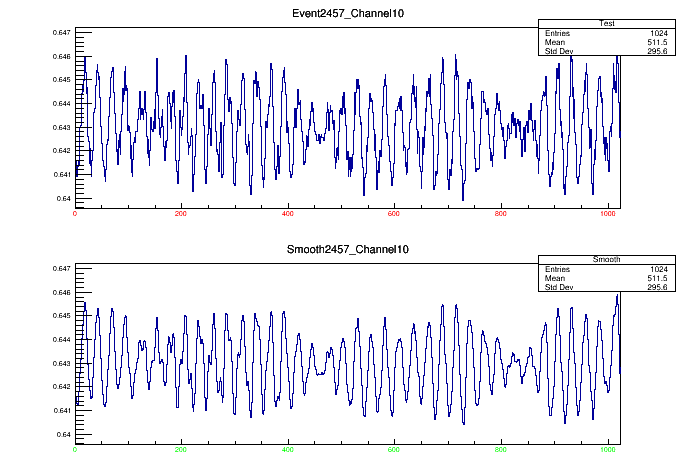 Event2457_Channel10
Test
Entries 1024
Mean 511.5
Std Dev 295.6
0.647
0.646
0.645
0.644
0.643
0.642
0.641
0.64
0 200 400 600 800 1000
Smooth2457_Channel10
Smooth
Entries 1024
Mean 511.5
Std Dev 295.6
0.647
0.646
0.645
0.644
0.643
0.642
0.641
0.64
0 200 400 600 800 1000